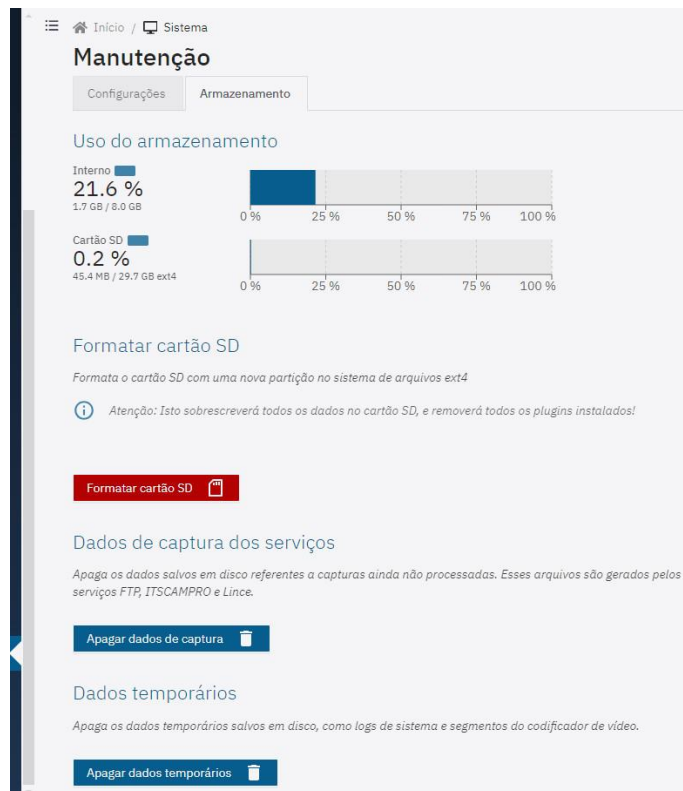 Início / Sistema
Manutenção
Configurações Armazenamento
Uso do armazenamento
Interno
21.6 %
1.7 GB / 8.0 GB
0 % 25 % 50 % 75 % 100 %
Cartão SD
0.2 %
45.4 MB / 29.7 GB ext4
0 % 25 % 50 % 75 % 100 %
Formatar cartão SD
Formata o cartão SD com uma nova partição no sistema de arquivos ext4
Atenção: Isto sobrescreverá todos os dados no cartão SD, e removerá todos os plugins instalados!
Formatar cartão SD
Dados de captura dos serviços
Apaga os dados salvos em disco referentes a capturas ainda não processadas. Esses arquivos são gerados pelos
serviços FTP, ITSCAMPRO e Lince.
Apagar dados de captura
Dados temporários
Apaga os dados temporários salvos em disco, como logs de sistema e segmentos do codificador de vídeo.
Apagar dados temporários